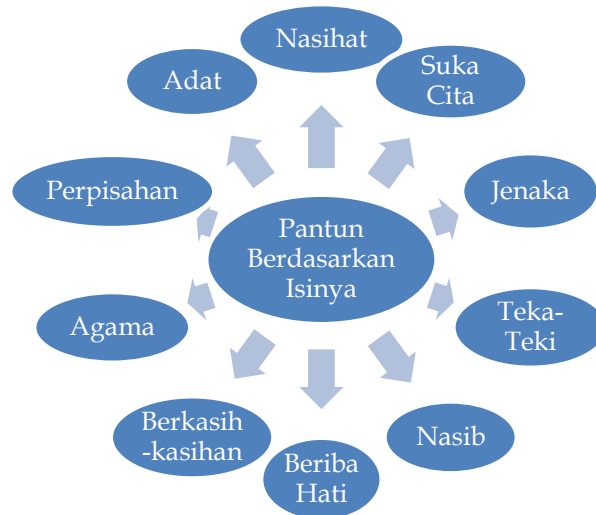 Nasihat
Suka
Cita
Adat
Perpisahan
Jenaka
Pantun
Berdasarkan
Isinya
Agama
Teka-
Teki
Berkasih
-kasihan
Beriba
Hati
Nasib